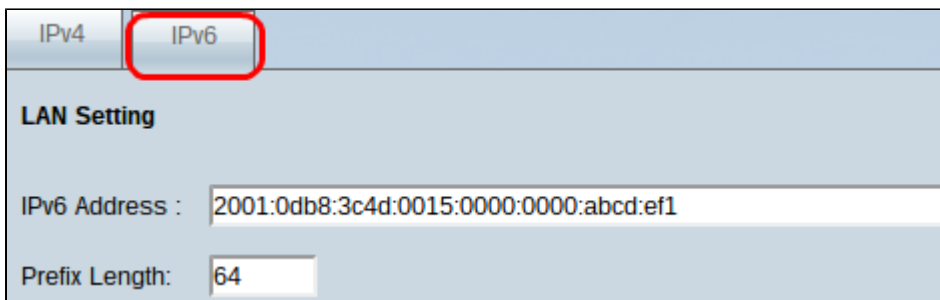 IPv4 IPv6
LAN Setting
IPv6 Address : 2001:0db8:3c4d:0015:0000:0000:abcd:ef1
Prefix Length: 64